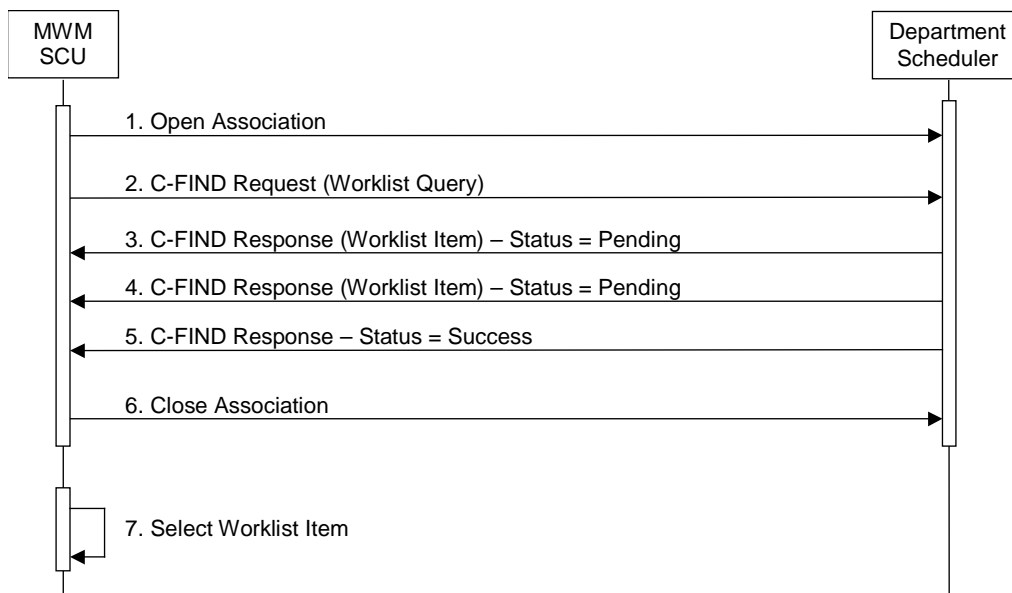 MWM
SCU
Department
Scheduler
1. Open Association
2. C-FIND Request (Worklist Query)
3. C-FIND Response (Worklist Item) – Status = Pending
4. C-FIND Response (Worklist Item) – Status = Pending
5. C-FIND Response – Status = Success
6. Close Association
7. Select Worklist Item